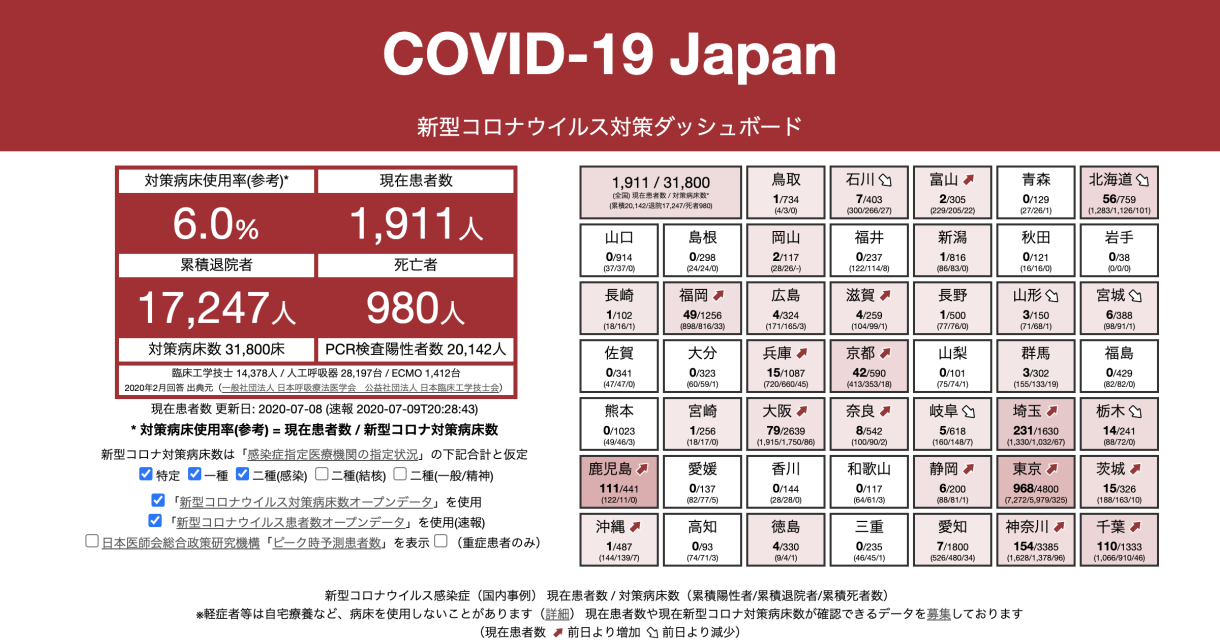 COVID-19 Japan
新型コロナウイルス対策ダッシュボード
対策病床使用率(参考)*
現在患者数
6.0%
1,911人
累積退院者
死亡者
17,247人
980人
対策病床数 31,800床
PCR検査陽性者数 20,142人
臨床工学技士 14,378人 / 人工呼吸器 28,197台 / ECMO 1,412台
2020年2月回答 出典元（一般社団法人 日本呼吸療法医学会　公益社団法人 日本臨床工学技士会）
現在患者数 更新日: 2020-07-08 (速報 2020-07-09T20:28:43)
* 対策病床使用率(参考) = 現在患者数 / 新型コロナ対策病床数
新型コロナ対策病床数は「感染症指定医療機関の指定状況」の下記合計と仮定
特定 一種 二種(感染) 二種(結核) 二種(一般/精神)
「新型コロナウイルス対策病床数オープンデータ」を使用
「新型コロナウイルス患者数オープンデータ」を使用(速報)
日本医師会総合政策研究機構「ピーク時予測患者数」を表示 （重症患者のみ）
1,911 / 31,800
(全国) 現在患者数 / 対策病床数*
(累積20,142/退院17,247/死者980)
鳥取
1/734
(4/3/0)
石川
7/403
(300/266/27)
富山
2/305
(229/205/22)
青森
0/129
(27/26/1)
北海道
56/759
(1,283/1,126/101)
山口
0/914
(37/37/0)
島根
0/298
(24/24/0)
岡山
2/117
(28/26/-)
福井
0/237
(122/114/8)
新潟
1/816
(86/83/0)
秋田
0/121
(16/16/0)
岩手
0/38
(0/0/0)
長崎
1/102
(18/16/1)
福岡
49/1256
(898/816/33)
広島
4/324
(171/165/3)
滋賀
4/259
(104/99/1)
長野
1/500
(77/76/0)
山形
3/150
(71/68/1)
宮城
6/388
(98/91/1)
佐賀
0/341
(47/47/0)
大分
0/323
(60/59/1)
兵庫
15/1087
(720/660/45)
京都
42/590
(413/353/18)
山梨
0/101
(75/74/1)
群馬
3/302
(155/133/19)
福島
0/429
(82/82/0)
熊本
0/1023
(49/46/3)
宮崎
1/256
(18/17/0)
大阪
79/2639
(1,915/1,750/86)
奈良
8/542
(100/90/2)
岐阜
5/618
(160/148/7)
埼玉
231/1630
(1,330/1,032/67)
栃木
14/241
(88/72/0)
鹿児島
111/441
(122/11/0)
愛媛
0/137
(82/77/5)
香川
0/144
(28/28/0)
和歌山
0/117
(64/61/3)
静岡
6/200
(88/81/1)
東京
968/4800
(7,272/5,979/325)
茨城
15/326
(188/163/10)
沖縄
1/487
(144/139/7)
高知
0/93
(74/71/3)
徳島
4/330
(9/4/1)
三重
0/235
(46/45/1)
愛知
7/1800
(526/480/34)
神奈川
154/3385
(1,628/1,378/96)
千葉
110/1333
(1,066/910/46)
新型コロナウイルス感染症（国内事例） 現在患者数 / 対策病床数（累積陽性者/累積退院者/累積死者数）
※軽症者等は自宅療養など、病床を使用しないことがあります（詳細） 現在患者数や現在新型コロナ対策病床数が確認できるデータを募集しております
（現在患者数 前日より増加 前日より減少）